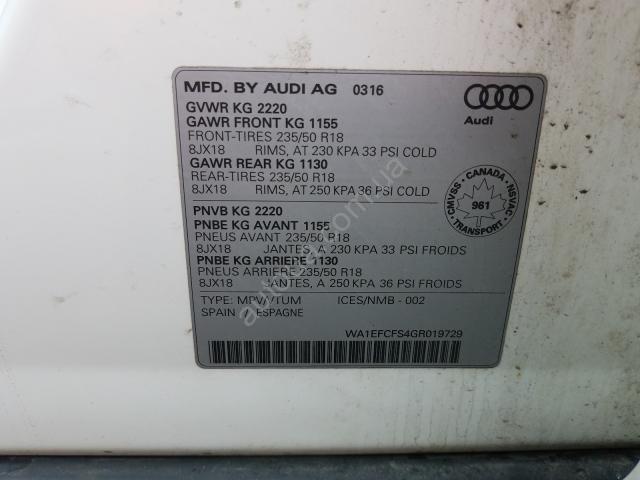 MFD. BY AUDI AG 0316
Audi
GVWR KG 2220
GAWR FRONT KG 1155
FRONT-TIRES 235/50 R18
8JX18 RIMS, AT 230 KPA 33 PSI COLD
GAWR REAR KG 1130
REAR-TIRES 235/50 R18
8JX18 RIMS, AT 250 KPA 36 PSI COLD
PNVB KG 2220
PNBE KG AVANT 1155
PNEUS AVANT 235/50 R18
8JX18 JANTES, A 230 KPA 33 PSI FROIDS
PNBE KG ARRIERE 1130
PNEUS ARRIERE 235/50 R18
8JX18 JANTES, A 250 KPA 36 PSI FROIDS
TYPE: MPV/VTUM ICES/NMB - 002
SPAIN ESPAGNE
WA1EFCFS4GR019729
CMVSS · CANADA · NSVAC
961
TRANSPORT